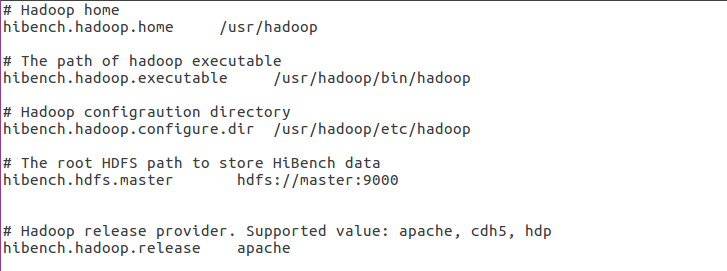 # Hadoop home
hibench.hadoop.home     /usr/hadoop
# The path of hadoop executable
hibench.hadoop.executable     /usr/hadoop/bin/hadoop
# Hadoop configraution directory
hibench.hadoop.configure.dir  /usr/hadoop/etc/hadoop
# The root HDFS path to store HiBench data
hibench.hdfs.master       hdfs://master:9000
# Hadoop release provider. Supported value: apache, cdh5, hdp
hibench.hadoop.release    apache